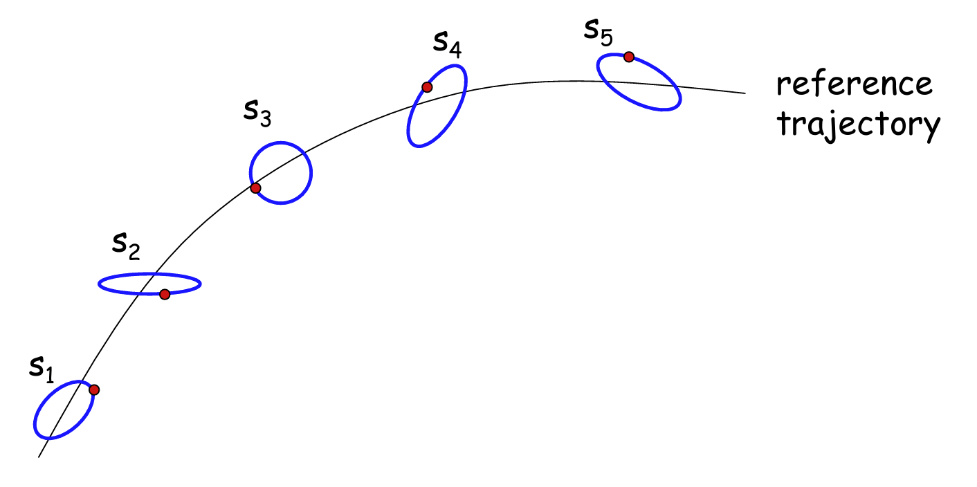 s₅
s₄
reference
trajectory
s₃
s₂
s₁